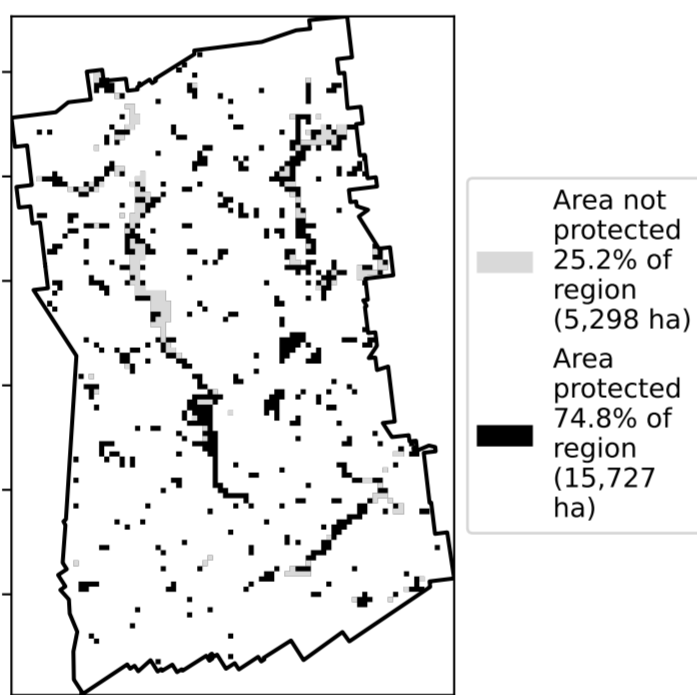 Area not
protected
25.2% of
region
(5,298 ha)
Area
protected
74.8% of
region
(15,727
ha)